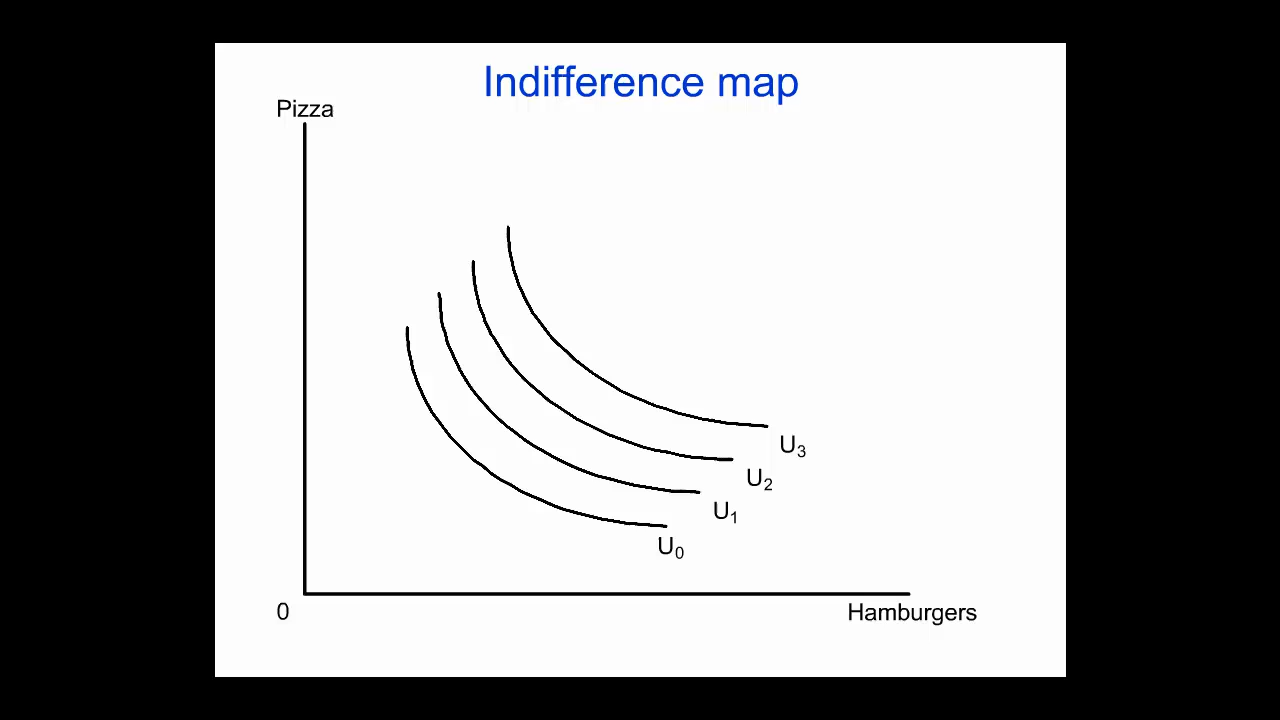 Indifference map
Pizza
U₃
U₂
U₁
U₀
0
Hamburgers